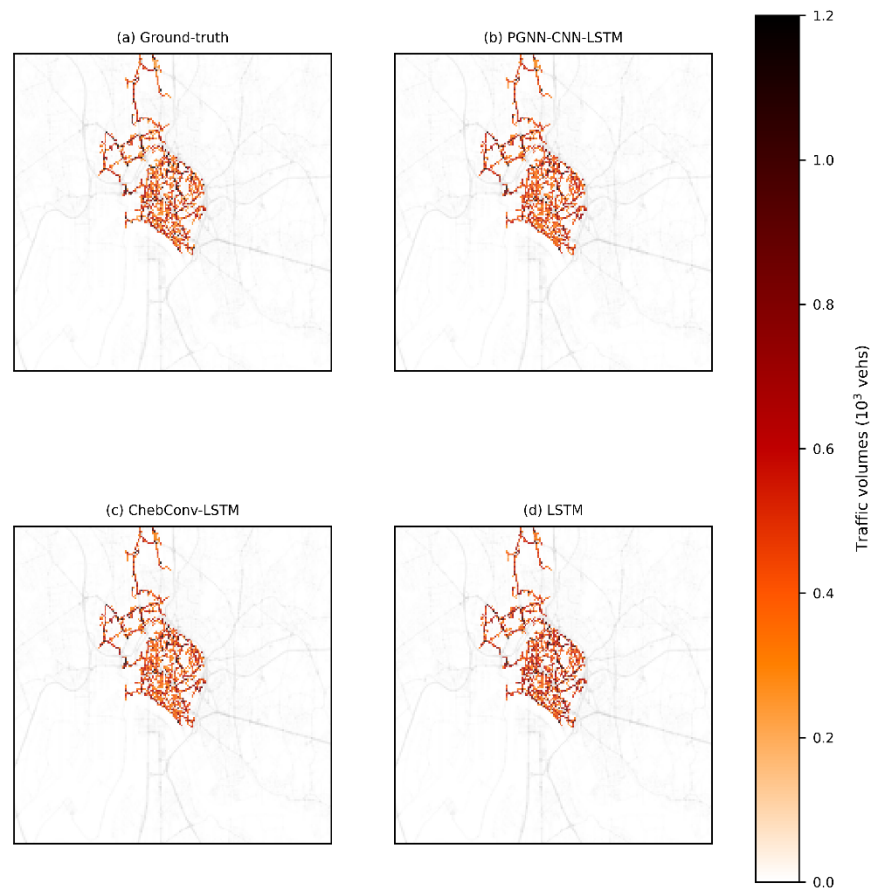 (a) Ground-truth
(b) PGNN-CNN-LSTM
(c) ChebConv-LSTM
(d) LSTM
1.2
1.0
0.8
0.6
0.4
0.2
0.0
Traffic volumes (10³ vehs)